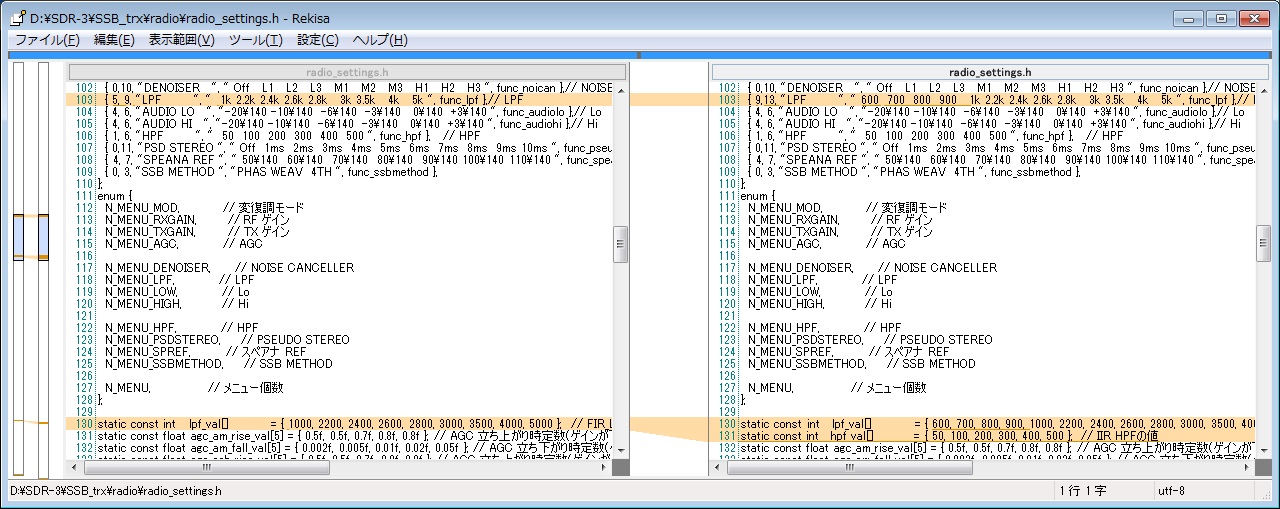 D:¥SDR-3¥SSB_trx¥radio¥radio_settings.h - Rekisa
ファイル(F) 編集(E) 表示範囲(V) ツール(T) 設定(C) ヘルプ(H)
radio_settings.h
102 { 0,10, "DENOISER ", " Off L1 L2 L3 M1 M2 M3 H1 H2 H3 ", func_noican },// NOISE
103 { 5, 9, "LPF ", " 1k 2.2k 2.4k 2.6k 2.8k 3k 3.5k 4k 5k ", func_lpf },// LPF
104 { 4, 6, "AUDIO LO ", "-20¥140 -10¥140 -6¥140 -3¥140 0¥140 +3¥140 ", func_audiolo },// Lo
105 { 4, 6, "AUDIO HI ", "-20¥140 -10¥140 -6¥140 -3¥140 0¥140 +3¥140 ", func_audiohi },// Hi
106 { 1, 6, "HPF ", " 50 100 200 300 400 500 ", func_hpf }, // HPF
107 { 0,11, "PSD STEREO ", " Off 1ms 2ms 3ms 4ms 5ms 6ms 7ms 8ms 9ms 10ms ", func_pseu
108 { 4, 7, "SPEANA REF ", " 50¥140 60¥140 70¥140 80¥140 90¥140 100¥140 110¥140 ", func_spea
109 { 0, 3, "SSB METHOD ", "PHAS WEAV 4TH ", func_ssbmethod },
110 };
111 enum {
112 N_MENU_MOD, // 変復調モード
113 N_MENU_RXGAIN, // RF ゲイン
114 N_MENU_TXGAIN, // TX ゲイン
115 N_MENU_AGC, // AGC
116
117 N_MENU_DENOISER, // NOISE CANCELLER
118 N_MENU_LPF, // LPF
119 N_MENU_LOW, // Lo
120 N_MENU_HIGH, // Hi
121
122 N_MENU_HPF, // HPF
123 N_MENU_PSDSTEREO, // PSEUDO STEREO
124 N_MENU_SPREF, // スペアナ REF
125 N_MENU_SSBMETHOD, // SSB METHOD
126
127 N_MENU, // メニュー個数
128 };
129
130 static const int lpf_val[] = { 1000, 2200, 2400, 2600, 2800, 3000, 3500, 4000, 5000 }; // FIR L
131 static const float agc_am_rise_val[5] = { 0.5f, 0.5f, 0.7f, 0.8f, 0.8f }; // AGC 立ち上がり時定数(ゲインが
132 static const float agc_am_fall_val[5] = { 0.002f, 0.005f, 0.01f, 0.02f, 0.05f }; // AGC 立ち下がり時定数(ゲイ
radio_settings.h
102 { 0,10, "DENOISER ", " Off L1 L2 L3 M1 M2 M3 H1 H2 H3 ", func_noican },// NOISE
103 { 9,13, "LPF ", " 600 700 800 900 1k 2.2k 2.4k 2.6k 2.8k 3k 3.5k 4k 5k ", func_lpf },// L
104 { 4, 6, "AUDIO LO ", "-20¥140 -10¥140 -6¥140 -3¥140 0¥140 +3¥140 ", func_audiolo },// Lo
105 { 4, 6, "AUDIO HI ", "-20¥140 -10¥140 -6¥140 -3¥140 0¥140 +3¥140 ", func_audiohi },// Hi
106 { 1, 6, "HPF ", " 50 100 200 300 400 500 ", func_hpf }, // HPF
107 { 0,11, "PSD STEREO ", " Off 1ms 2ms 3ms 4ms 5ms 6ms 7ms 8ms 9ms 10ms ", func_pseu
108 { 4, 7, "SPEANA REF ", " 50¥140 60¥140 70¥140 80¥140 90¥140 100¥140 110¥140 ", func_spea
109 { 0, 3, "SSB METHOD ", "PHAS WEAV 4TH ", func_ssbmethod },
110 };
111 enum {
112 N_MENU_MOD, // 変復調モード
113 N_MENU_RXGAIN, // RF ゲイン
114 N_MENU_TXGAIN, // TX ゲイン
115 N_MENU_AGC, // AGC
116
117 N_MENU_DENOISER, // NOISE CANCELLER
118 N_MENU_LPF, // LPF
119 N_MENU_LOW, // Lo
120 N_MENU_HIGH, // Hi
121
122 N_MENU_HPF, // HPF
123 N_MENU_PSDSTEREO, // PSEUDO STEREO
124 N_MENU_SPREF, // スペアナ REF
125 N_MENU_SSBMETHOD, // SSB METHOD
126
127 N_MENU, // メニュー個数
128 };
129
130 static const int lpf_val[] = { 600, 700, 800, 900, 1000, 2200, 2400, 2600, 2800, 3000, 3500, 400
131 static const int hpf_val[] = { 50, 100, 200, 300, 400, 500 }; // IIR HPFの値
132 static const float agc_am_rise_val[5] = { 0.5f, 0.5f, 0.7f, 0.8f, 0.8f }; // AGC 立ち上がり時定数(ゲインが
D:¥SDR-3¥SSB_trx¥radio¥radio_settings.h 1 行 1 字 utf-8